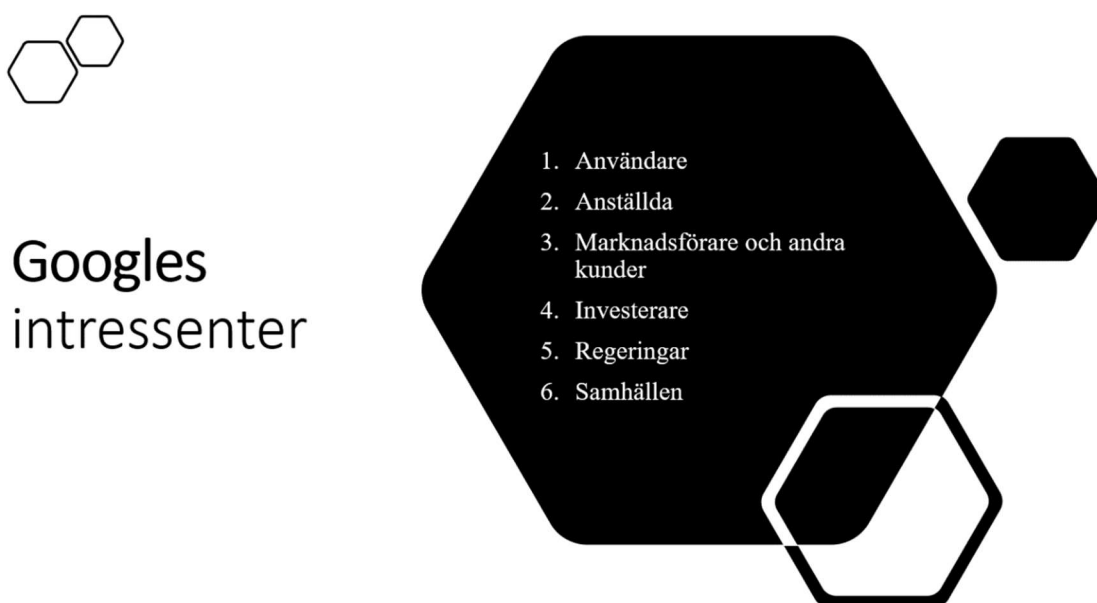 Googles
intressenter
1. Användare
2. Anställda
3. Marknadsförare och andra
kunder
4. Investerare
5. Regeringar
6. Samhällen